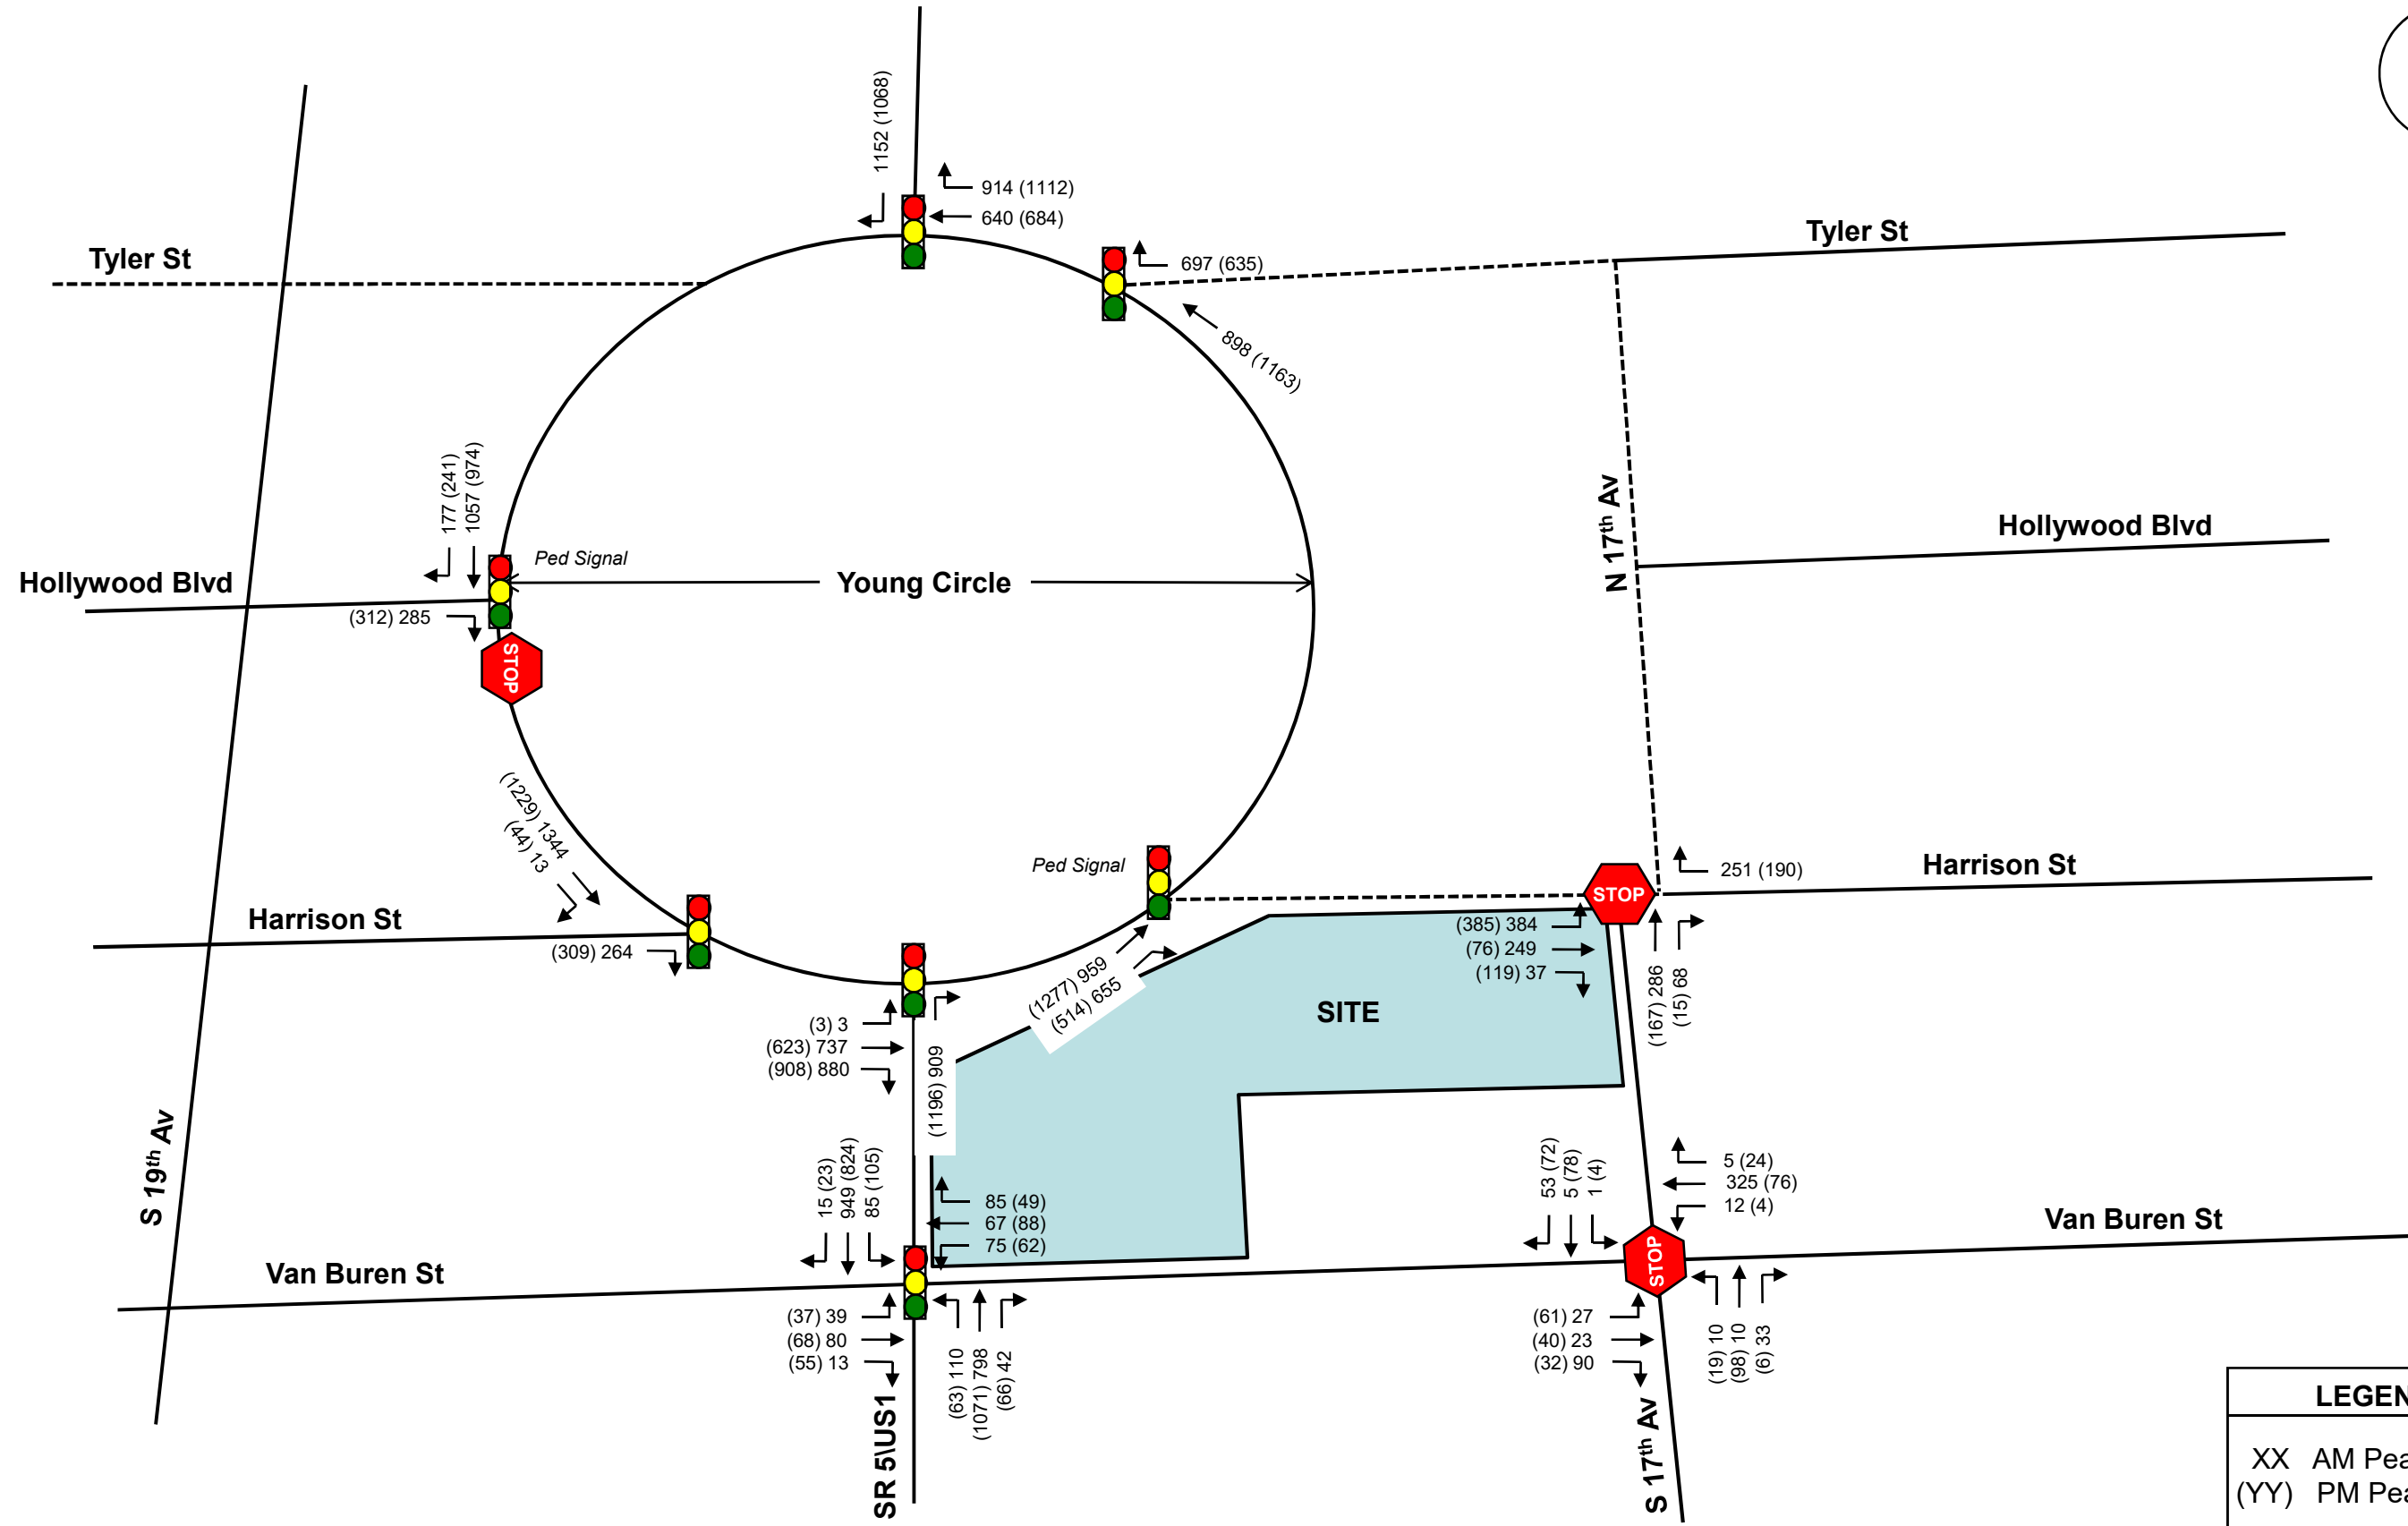 1152 (1068)
914 (1112)
640 (684)
Tyler St
697 (635)
898 (1163)
Tyler St
177 (241)
1057 (974)
Hollywood Blvd
(312) 285
Ped Signal
Young Circle
STOP
N 17th Av
Hollywood Blvd
(1229) 1344
(44) 13
Harrison St
(309) 264
Ped Signal
STOP
251 (190)
Harrison St
(385) 384
(76) 249
(119) 37
(167) 286
(15) 68
(1277) 959
(514) 655
SITE
(3) 3
(623) 737
(908) 880
(1196) 909
S 19th Av
15 (23)
949 (824)
85 (105)
85 (49)
67 (88)
75 (62)
53 (72)
5 (78)
1 (4)
5 (24)
325 (76)
12 (4)
Van Buren St
Van Buren St
STOP
(37) 39
(68) 80
(55) 13
(63) 110
(1071) 798
(66) 42
(61) 27
(40) 23
(32) 90
(19) 10
(98) 10
(6) 33
SR 5\US1
S 17th Av
LEGEN
XX AM Pea
(YY) PM Pea